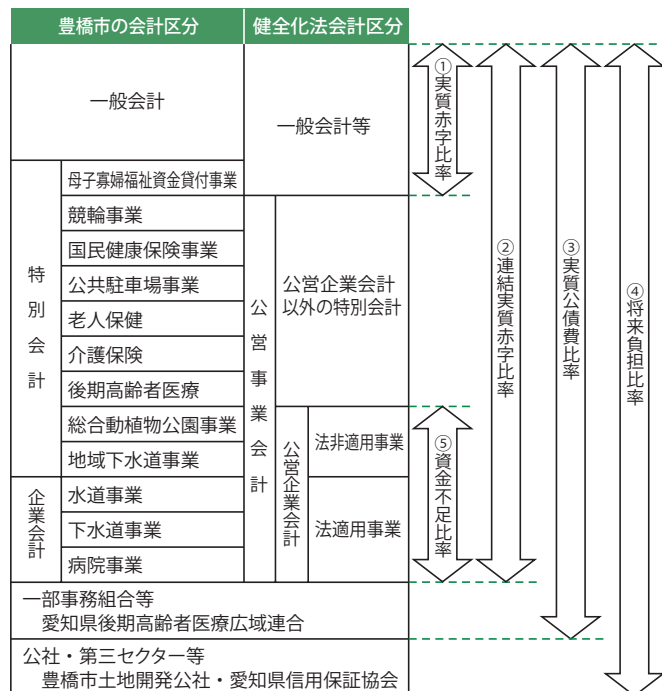 豊橋市の会計区分
健全化法会計区分
一般会計
一般会計等
特別会計
母子寡婦福祉資金貸付事業
競輪事業
国民健康保険事業
公共駐車場事業
老人保健
介護保険
後期高齢者医療
総合動植物公園事業
地域下水道事業
企業会計
水道事業
下水道事業
病院事業
公営事業会計
公営企業会計
以外の特別会計
公営企業会計
法非適用事業
法適用事業
一部事務組合等
愛知県後期高齢者医療広域連合
公社・第三セクター等
豊橋市土地開発公社・愛知県信用保証協会
①実質赤字比率
②連結実質赤字比率
③実質公債費比率
④将来負担比率
⑤資金不足比率